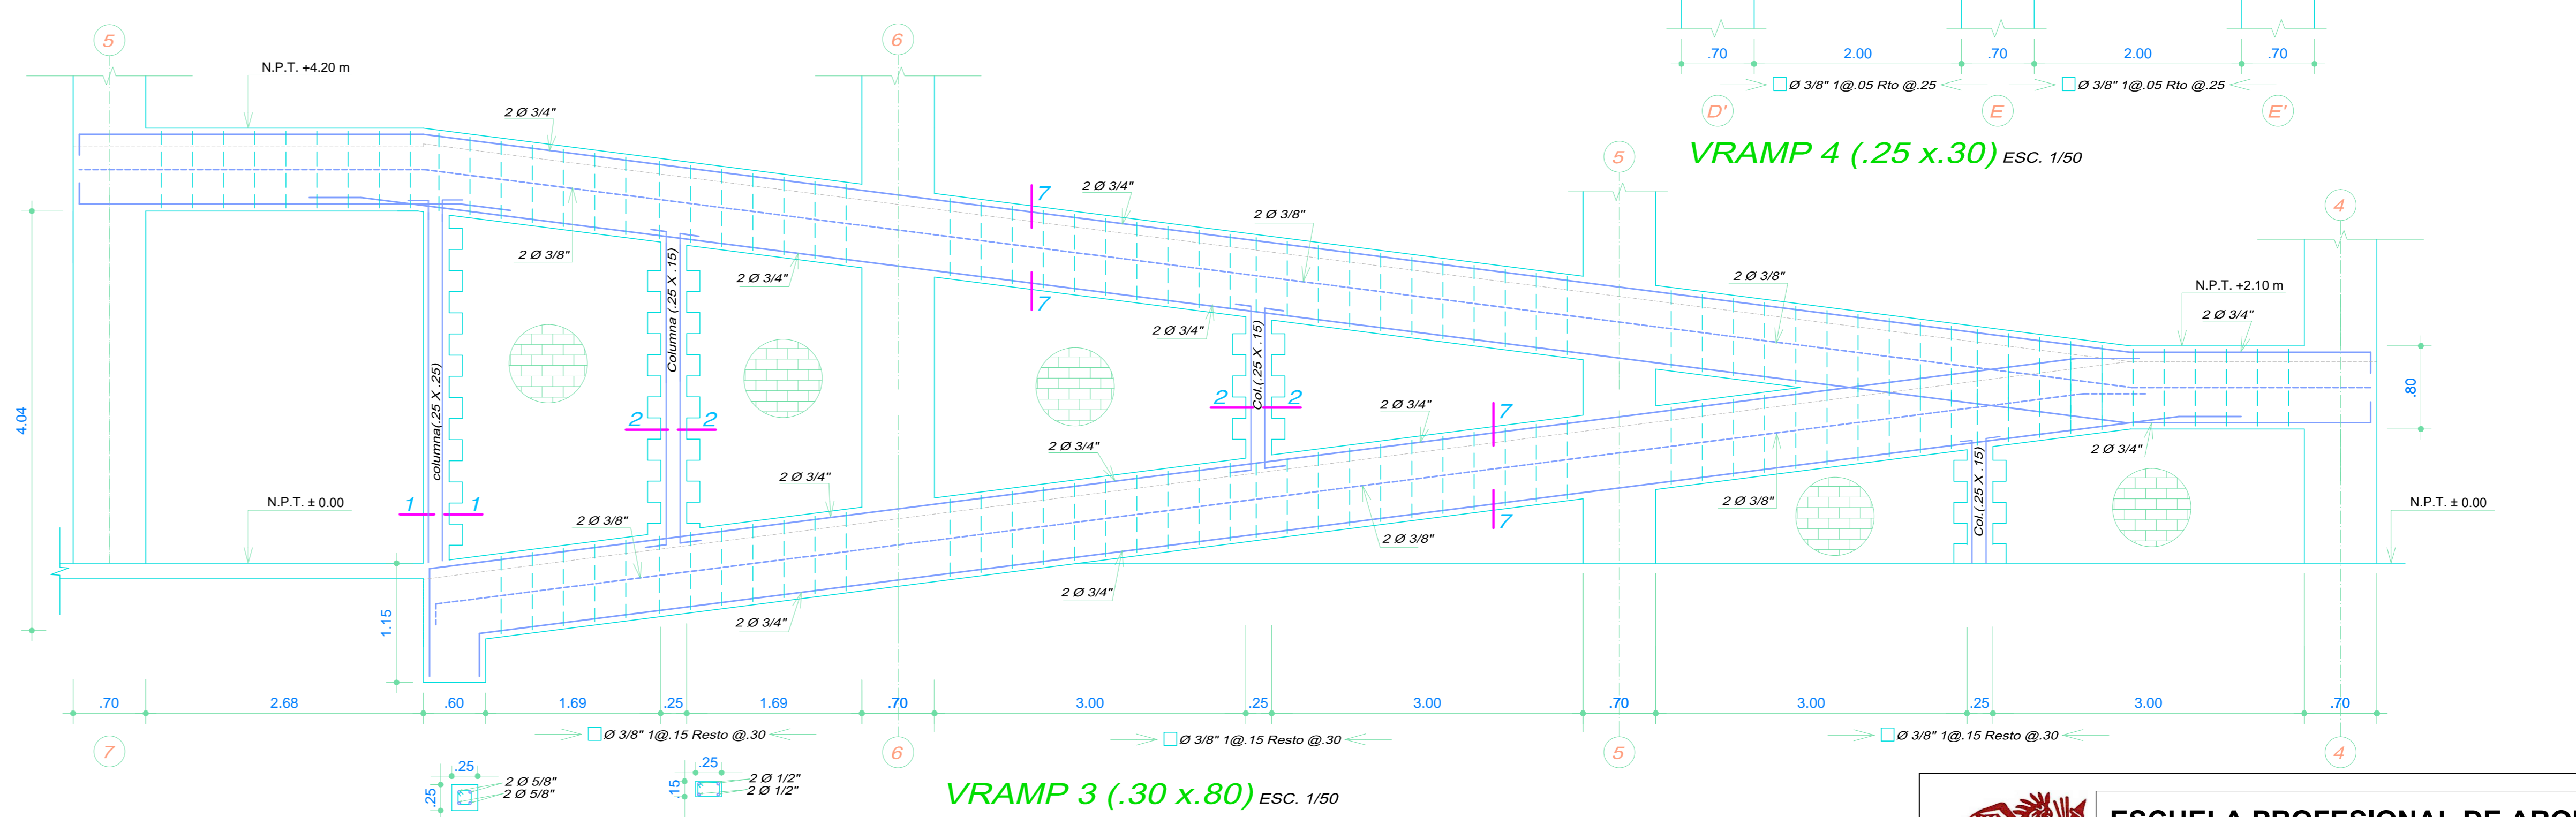 .70 2.00 .70 2.00 .70
Ø 3/8" 1@.05 Rto @.25
Ø 3/8" 1@.05 Rto @.25
D' E E'
VRAMP 4 (.25 x.30) ESC. 1/50
5
6
5
4
N.P.T. +4.20 m
2 Ø 3/4"
2 Ø 3/8"
2 Ø 3/4"
7
7
2 Ø 3/4"
2 Ø 3/8"
2 Ø 3/4"
2 Ø 3/8"
N.P.T. +2.10 m
2 Ø 3/4"
.80
4.04
columna(.25 X .25)
Columna (.25 X .15)
Col.(.25 X .15)
Col.(.25 X .15)
2 2
2 2
1 1
N.P.T. ± 0.00
2 Ø 3/8"
2 Ø 3/4"
2 Ø 3/4"
2 Ø 3/4"
7
7
2 Ø 3/8"
2 Ø 3/8"
2 Ø 3/4"
N.P.T. ± 0.00
2 Ø 3/4"
2 Ø 3/4"
1.15
.70 2.68 .60 1.69 .25 1.69 .70 3.00 .25 3.00 .70 3.00 .25 3.00 .70
Ø 3/8" 1@.15 Resto @.30
Ø 3/8" 1@.15 Resto @.30
Ø 3/8" 1@.15 Resto @.30
7
6
5
4
.25
.25
2 Ø 5/8"
2 Ø 5/8"
.25
.15
2 Ø 1/2"
2 Ø 1/2"
VRAMP 3 (.30 x.80) ESC. 1/50
ESCUELA PROFESIONAL DE